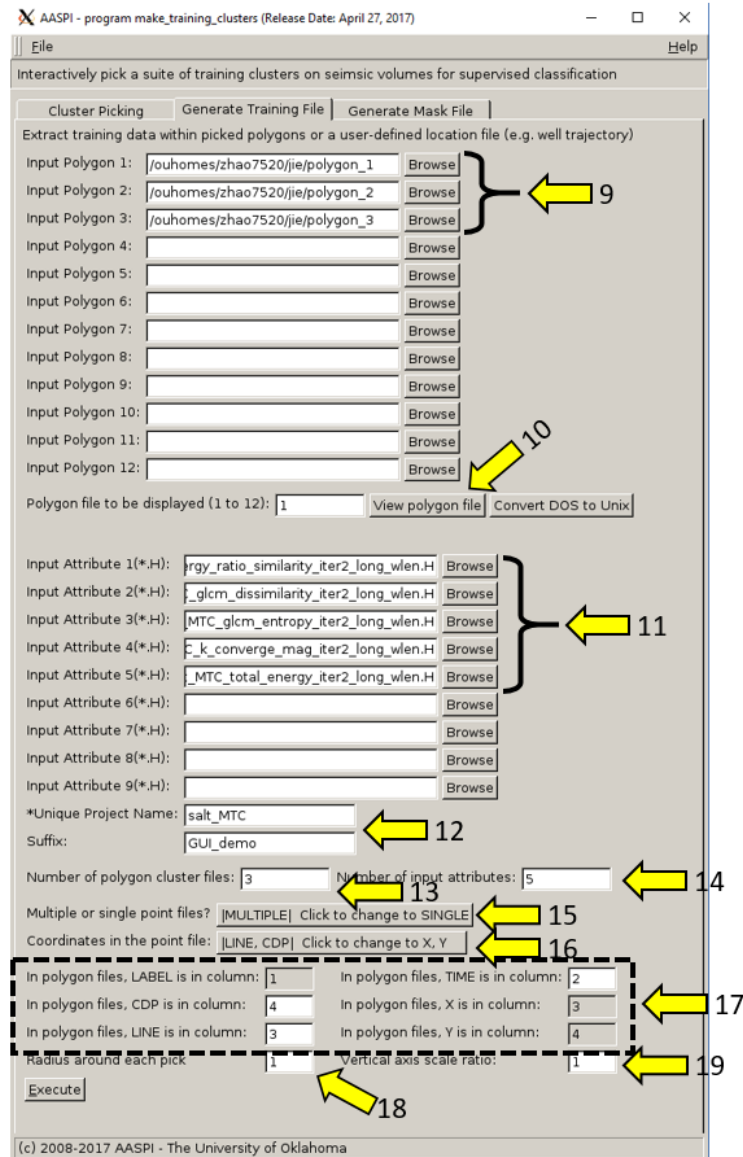 AASPI - program make_training_clusters (Release Date: April 27, 2017)
File Help
Interactively pick a suite of training clusters on seimsic volumes for supervised classification
Cluster Picking Generate Training File Generate Mask File
Extract training data within picked polygons or a user-defined location file (e.g. well trajectory)
Input Polygon 1: /ouhomes/zhao7520/jie/polygon_1 Browse
Input Polygon 2: /ouhomes/zhao7520/jie/polygon_2 Browse 9
Input Polygon 3: /ouhomes/zhao7520/jie/polygon_3 Browse
Input Polygon 4: Browse
Input Polygon 5: Browse
Input Polygon 6: Browse
Input Polygon 7: Browse
Input Polygon 8: Browse
Input Polygon 9: Browse
Input Polygon 10: Browse
Input Polygon 11: Browse
Input Polygon 12: Browse
10
Polygon file to be displayed (1 to 12): 1 View polygon file Convert DOS to Unix
Input Attribute 1(*.H): ergy_ratio_similarity_iter2_long_wlen.H Browse
Input Attribute 2(*.H): C_glcm_dissimilarity_iter2_long_wlen.H Browse
Input Attribute 3(*.H): _MTC_glcm_entropy_iter2_long_wlen.H Browse 11
Input Attribute 4(*.H): C_k_converge_mag_iter2_long_wlen.H Browse
Input Attribute 5(*.H): _MTC_total_energy_iter2_long_wlen.H Browse
Input Attribute 6(*.H): Browse
Input Attribute 7(*.H): Browse
Input Attribute 8(*.H): Browse
Input Attribute 9(*.H): Browse
*Unique Project Name: salt_MTC
12
Suffix: GUI_demo
Number of polygon cluster files: 3 Number of input attributes: 5 14
13
Multiple or single point files? |MULTIPLE| Click to change to SINGLE 15
Coordinates in the point file: |LINE, CDP| Click to change to X, Y 16
In polygon files, LABEL is in column: 1 In polygon files, TIME is in column: 2
In polygon files, CDP is in column: 4 In polygon files, X is in column: 3 17
In polygon files, LINE is in column: 3 In polygon files, Y is in column: 4
Radius around each pick 1 Vertical axis scale ratio: 1 19
Execute
18
(c) 2008-2017 AASPI - The University of Oklahoma